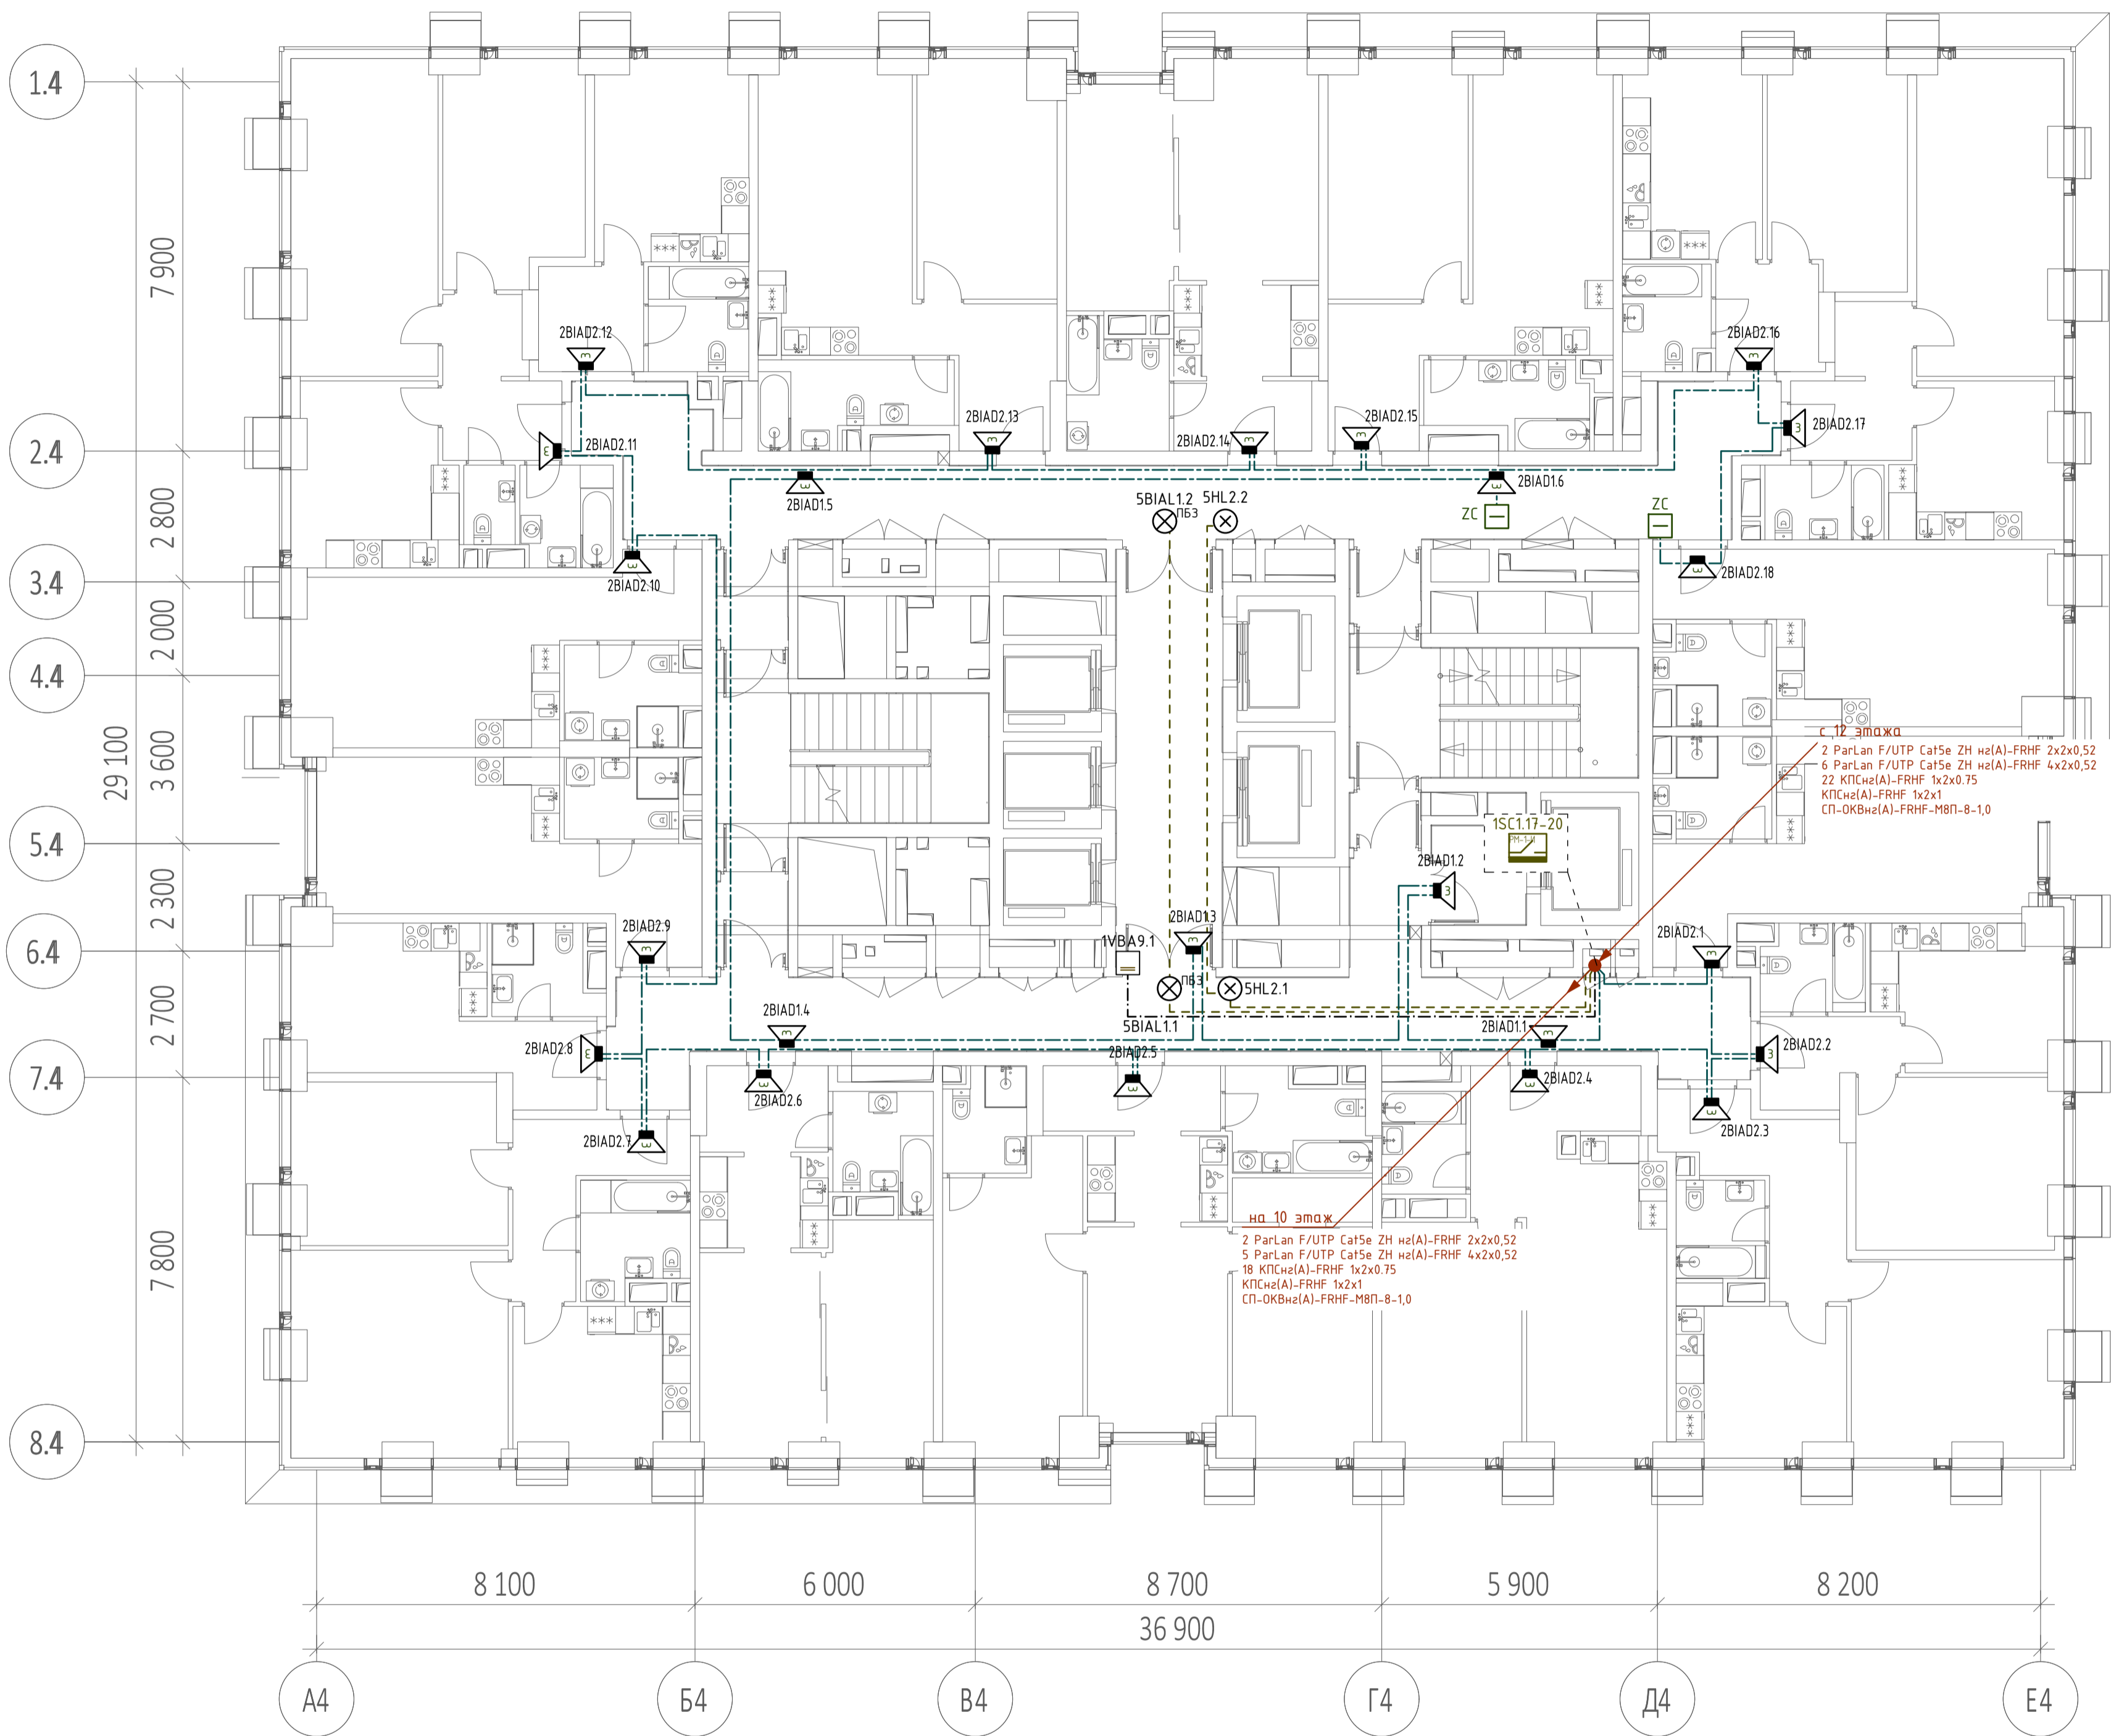 1.4
2.4
3.4
4.4
5.4
6.4
7.4
8.4
7 900
2 800
2 000
3 600
2 300
2 700
7 800
29 100
2BIAD2.12
2BIAD2.11
2BIAD2.10
2BIAD2.13
2BIAD2.14
2BIAD2.15
2BIAD2.16
2BIAD2.17
2BIAD2.18
2BIAD1.5
2BIAD1.6
5BIAL1.2
ПБЗ
5HL2.2
ZC
ZC
с 12 этажа
2 ParLan F/UTP Cat5e ZH нг(А)-FRHF 2x2x0,52
6 ParLan F/UTP Cat5e ZH нг(А)-FRHF 4x2x0,52
22 КПСнг(А)-FRHF 1x2x0.75
КПСнг(А)-FRHF 1x2x1
СП-ОКВнг(А)-FRHF-М8П-8-1,0
1SC1.17-20
РМ-1-И
2BIAD1.2
2BIAD1.3
1VBA9.1
ПБЗ
5HL2.1
5BIAL1.1
2BIAD2.9
2BIAD2.1
2BIAD1.4
2BIAD1.1
2BIAD2.8
2BIAD2.5
2BIAD2.2
2BIAD2.6
2BIAD2.4
2BIAD2.3
2BIAD2.7
на 10 этаж
2 ParLan F/UTP Cat5e ZH нг(А)-FRHF 2x2x0,52
5 ParLan F/UTP Cat5e ZH нг(А)-FRHF 4x2x0,52
18 КПСнг(А)-FRHF 1x2x0.75
КПСнг(А)-FRHF 1x2x1
СП-ОКВнг(А)-FRHF-М8П-8-1,0
8 100
6 000
8 700
5 900
8 200
36 900
А4
Б4
В4
Г4
Д4
Е4